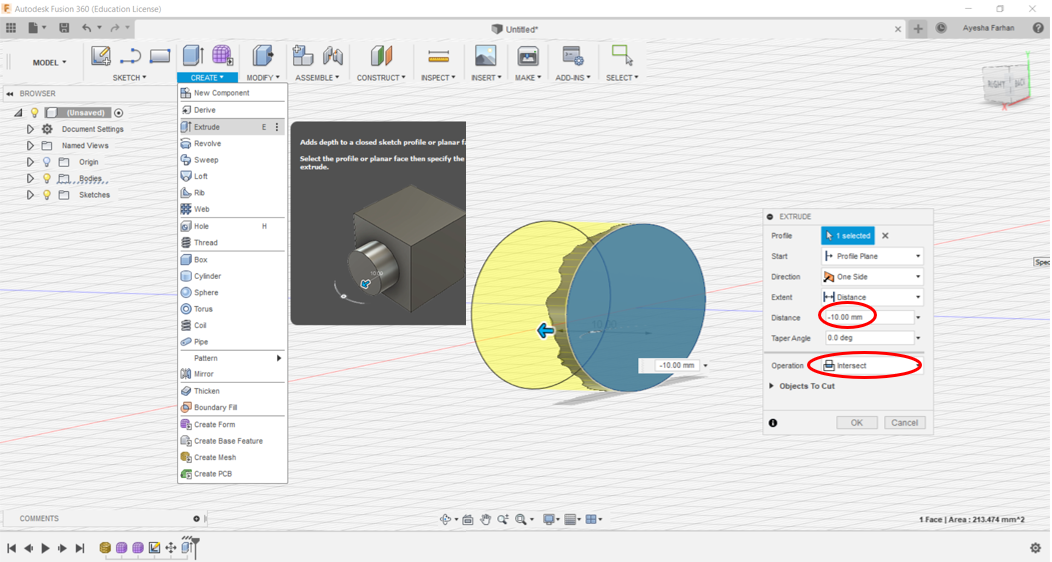 Autodesk Fusion 360 (Education License)
Untitled*
Ayesha Farhan
MODEL
SKETCH
CREATE
MODIFY
ASSEMBLE
CONSTRUCT
INSPECT
INSERT
MAKE
ADD-INS
SELECT
BROWSER
(Unsaved)
Document Settings
Named Views
Origin
Bodies
Sketches
New Component
Derive
Extrude E
Revolve
Sweep
Loft
Rib
Web
Hole H
Thread
Box
Cylinder
Sphere
Torus
Coil
Pipe
Pattern
Mirror
Thicken
Boundary Fill
Create Form
Create Base Feature
Create Mesh
Create PCB
Adds depth to a closed sketch profile or planar fa
Select the profile or planar face then specify the
extrude.
10.00
-10.00 mm
RIGHT
BACK
X
EXTRUDE
Profile 1 selected
Start Profile Plane
Direction One Side
Extent Distance
Distance -10.00 mm
Taper Angle 0.0 deg
Operation Intersect
Objects To Cut
OK Cancel
Spec
COMMENTS
1 Face | Area : 213.474 mm^2